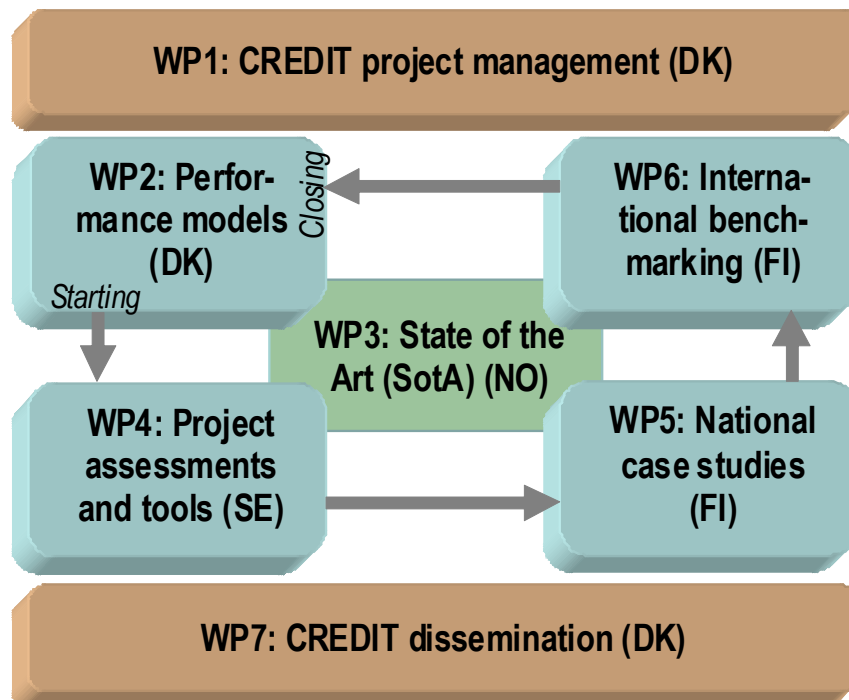 WP1: CREDIT project management (DK)
WP2: Perfor-
mance models
(DK)
Closing
Starting
WP6: Interna-
tional bench-
marking (FI)
WP3: State of the
Art (SotA) (NO)
WP4: Project
assessments
and tools (SE)
WP5: National
case studies
(FI)
WP7: CREDIT dissemination (DK)